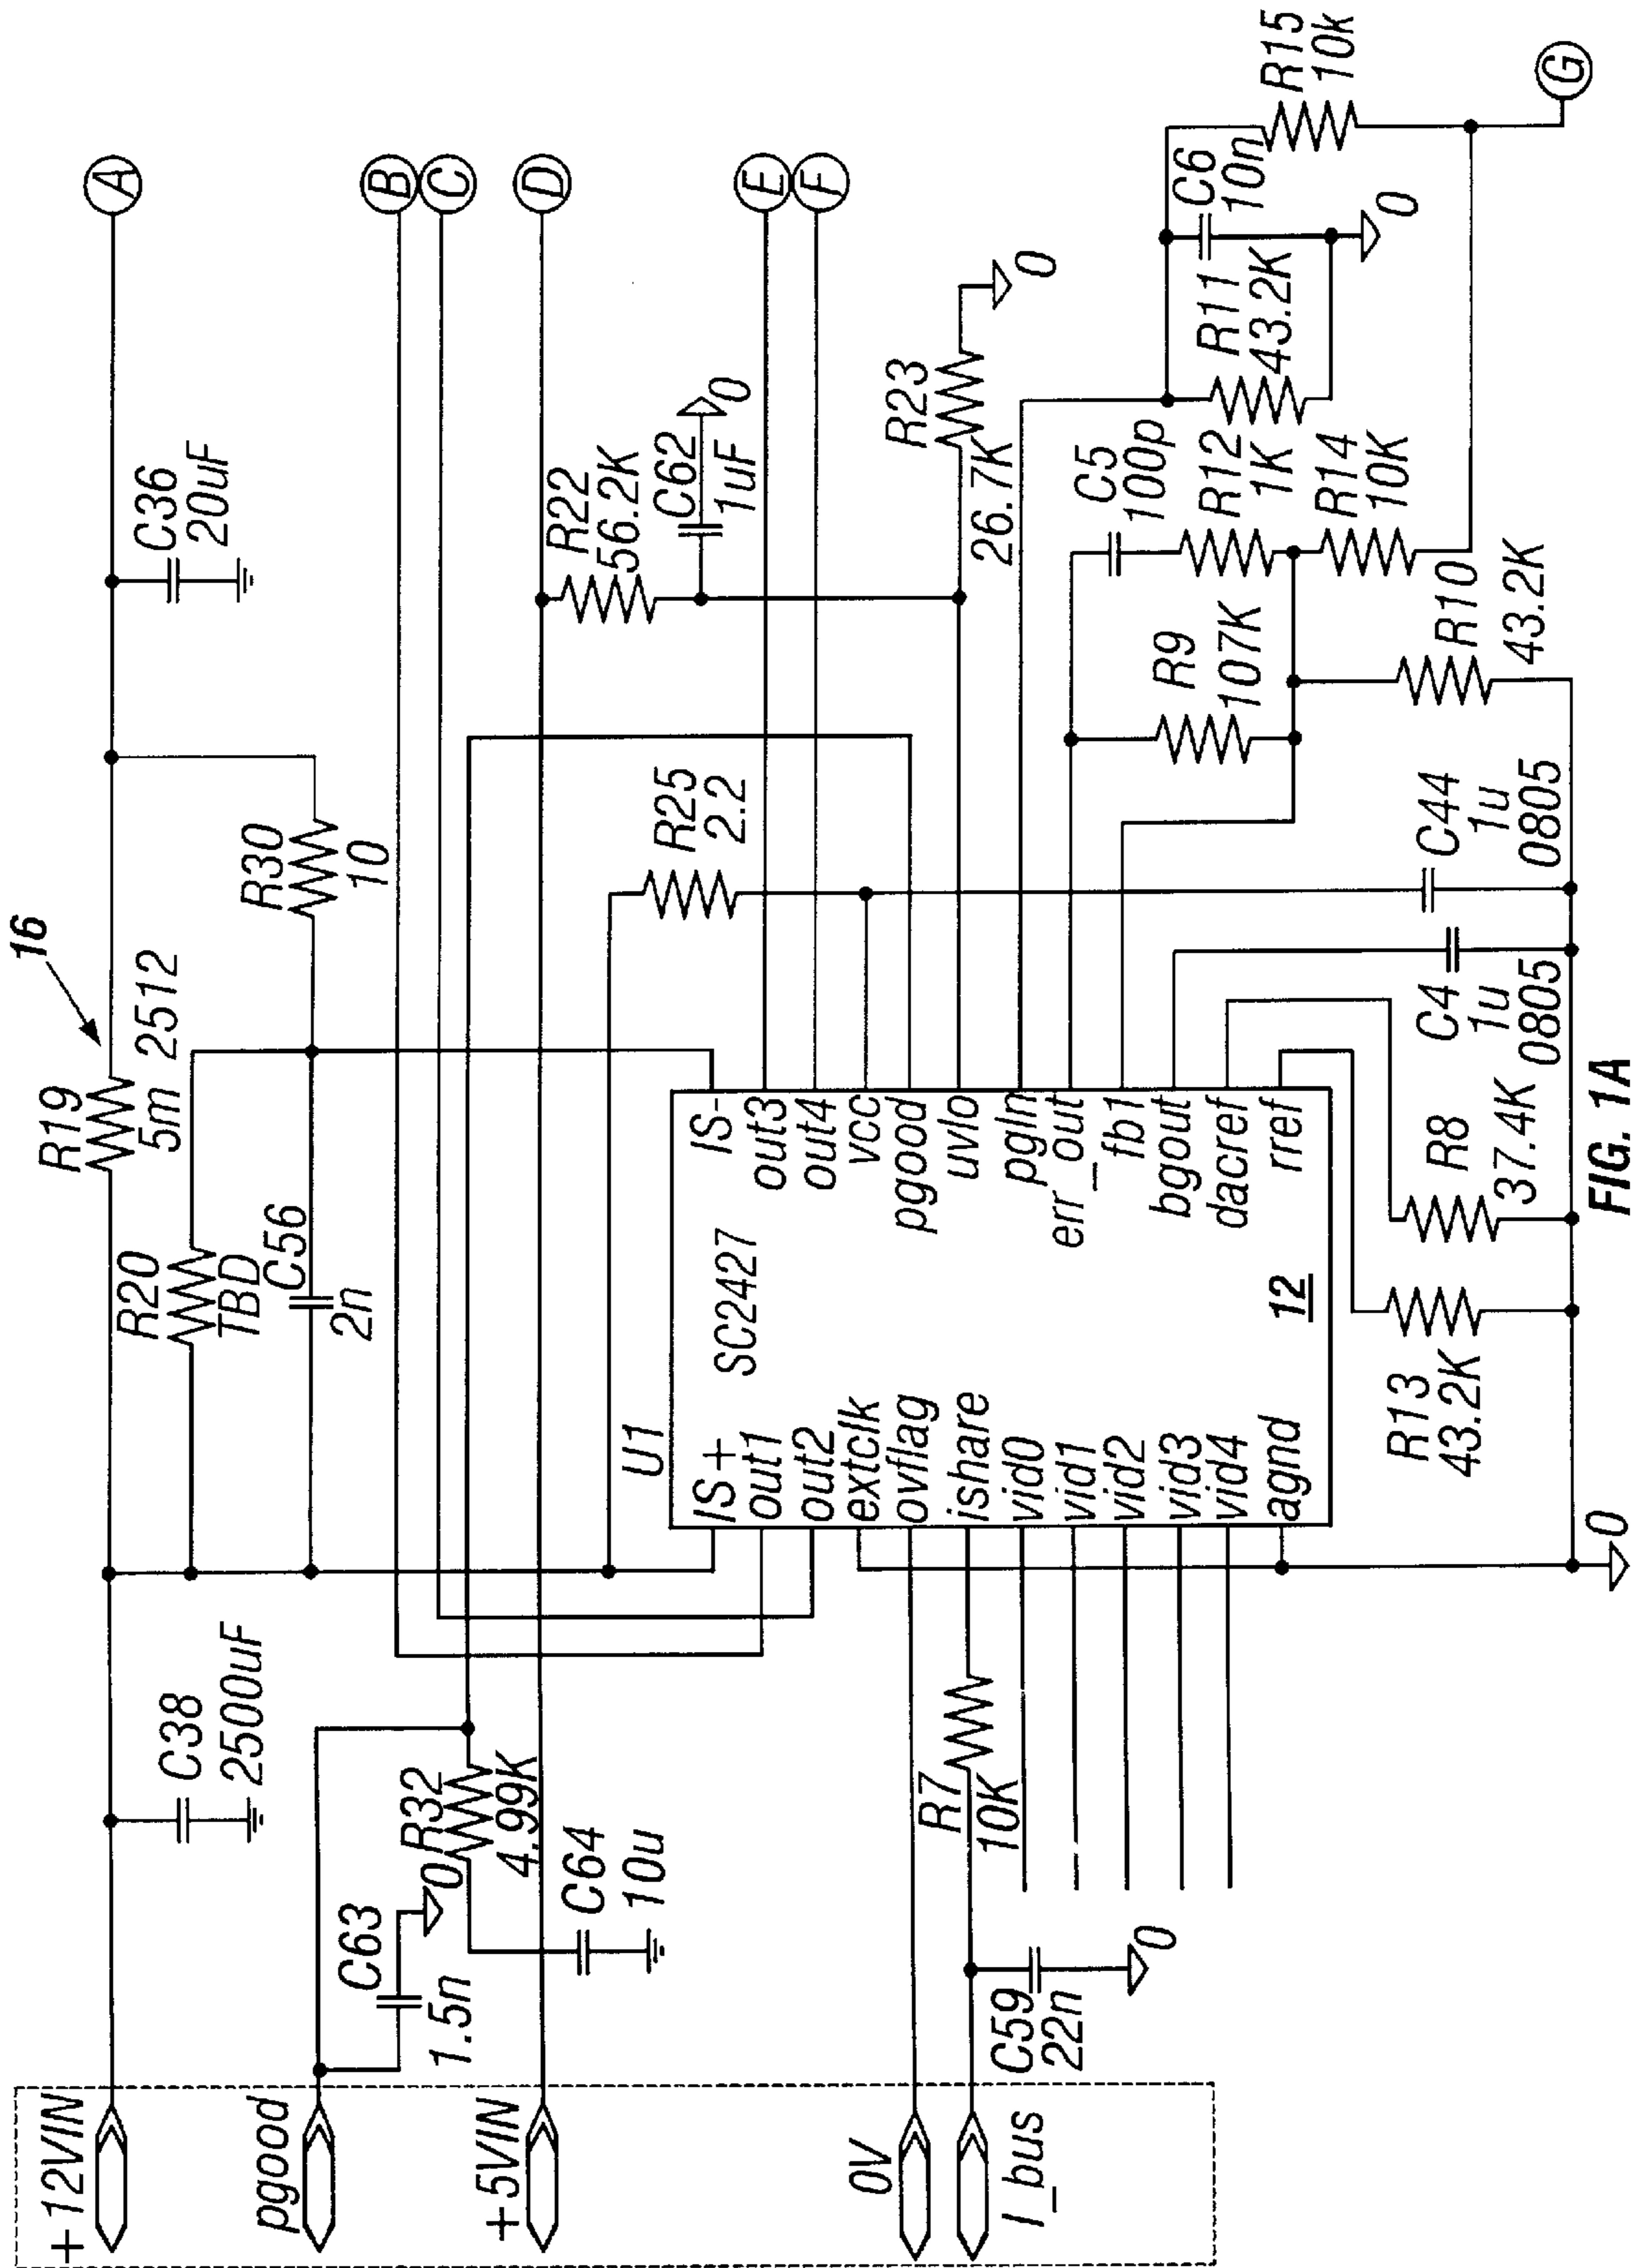 +12VIN
pgood
+5VIN
0V
I_bus
C38
2500uF
C63
1.5n
0
R32
4.99K
C64
10u
R7
10K
C59
22n
0
16
R19
5m 2512
R20
TBD
C56
2n
R30
10
C36
20uF
A
B
C
D
E
F
G
U1
SC2427
12
IS+
out1
out2
extclk
ovflag
ishare
vid0
vid1
vid2
vid3
vid4
agnd
IS-
out3
out4
vcc
pgood
uvlo
pgIn
err_out
fb1
bgout
dacref
rref
R25
2.2
R22
56.2K
C62
1uF
0
R23
26.7K
0
C5
100p
R12
1K
R14
10K
R9
107K
R10
43.2K
R11
43.2K
C6
10n
0
R15
10k
R13
43.2K
R8
37.4K
C4
1u
0805
C44
1u
0805
0
FIG. 1A